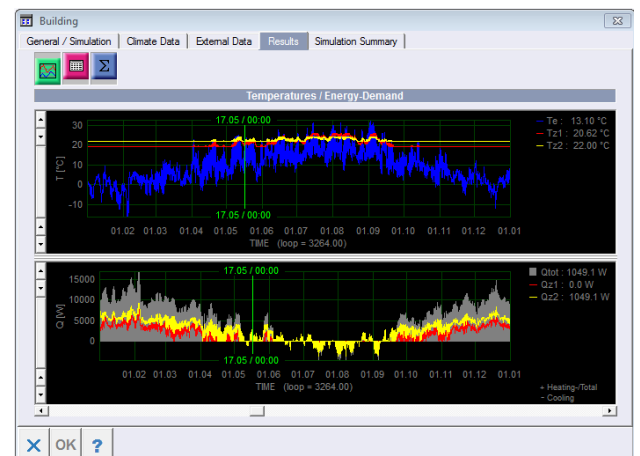 Building
General / Simulation
Climate Data
External Data
Results
Simulation Summary
Σ
Temperatures / Energy-Demand
17.05 / 00:00
Te : 13.10 °C
Tz1 : 20.62 °C
Tz2 : 22.00 °C
T [°C]
30
20
10
0
-10
17.05 / 00:00
01.02 01.03 01.04 01.05 01.06 01.07 01.08 01.09 01.10 01.11 12.01 01.01
TIME (loop = 3264.00)
17.05 / 00:00
Qtot : 1049.1 W
Qz1 : 0.0 W
Qz2 : 1049.1 W
Q [W]
15000
10000
5000
0
17.05 / 00:00
01.02 01.03 01.04 01.05 01.06 01.07 01.08 01.09 01.10 01.11 01.12 01.01
TIME (loop = 3264.00)
+ Heating-/Total
- Cooling
OK
?